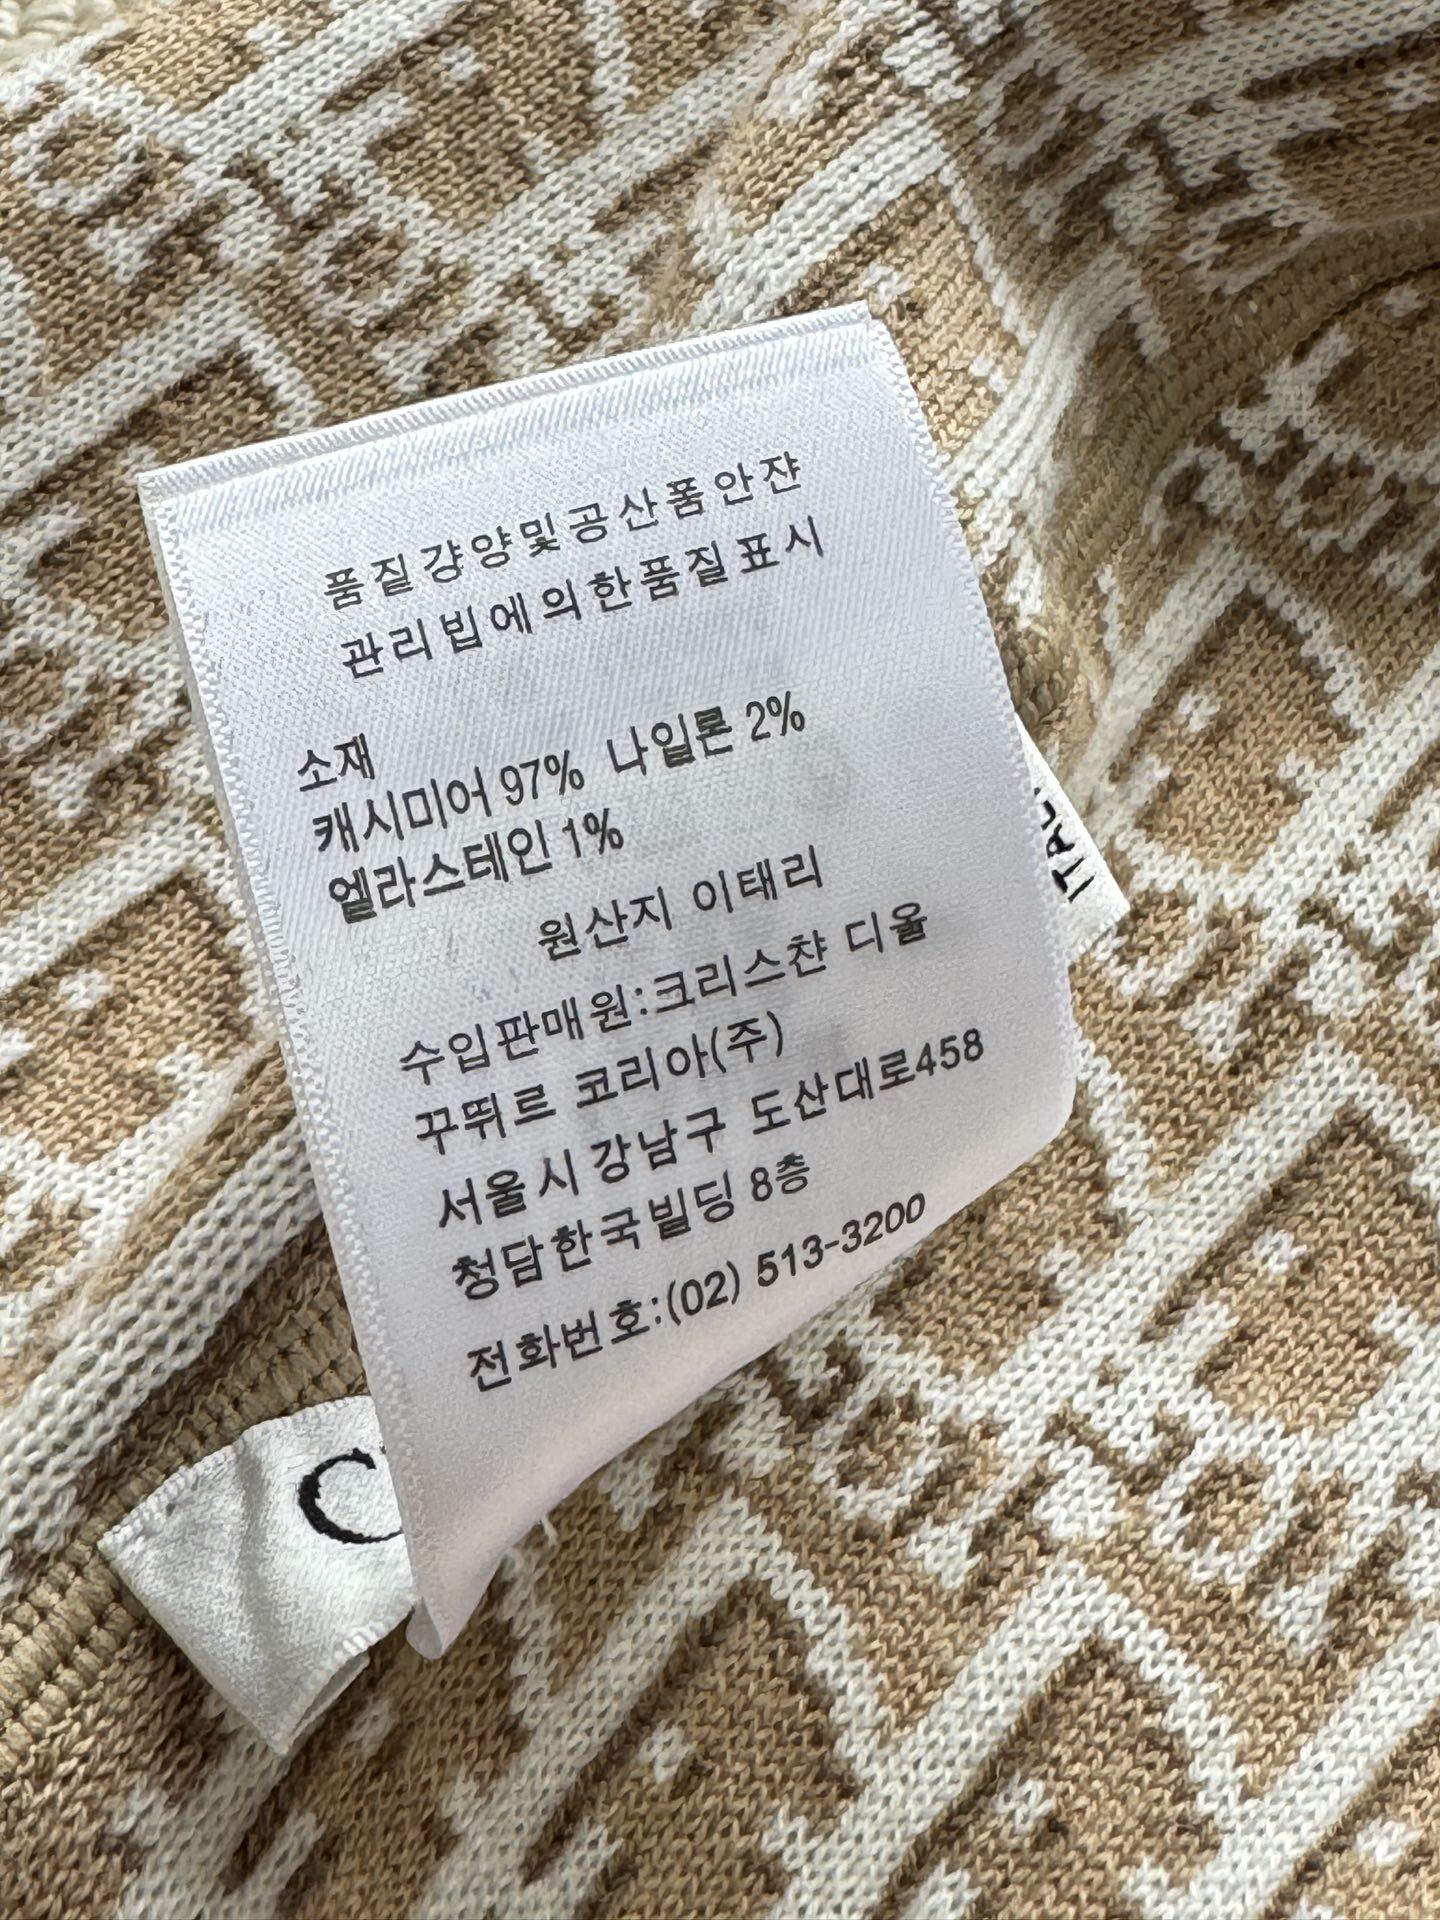 품질걍양및공산품안쟌
관리빕에의한품질표시
소재
캐시미어 97% 나일론 2%
엘라스테인 1%
원산지 이태리
수입판매원:크리스챤 디올
꾸뛰르 코리아(주)
서울시 강남구 도산대로458
청담한국빌딩 8층
전화번호:(02) 513-3200
C